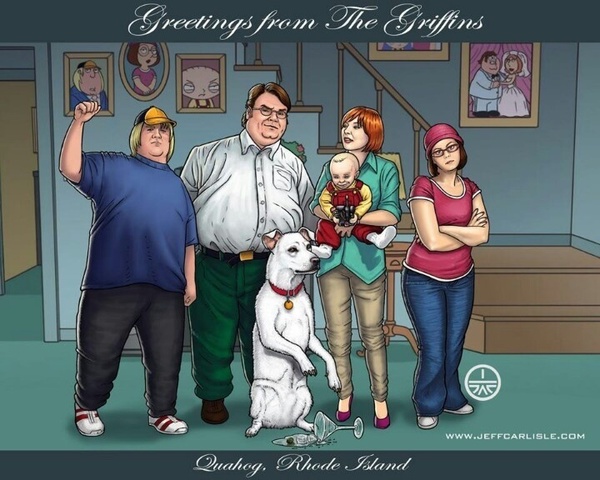 Greetings from The Griffins
WWW.JEFFCARLISLE.COM
Quahog, Rhode Island